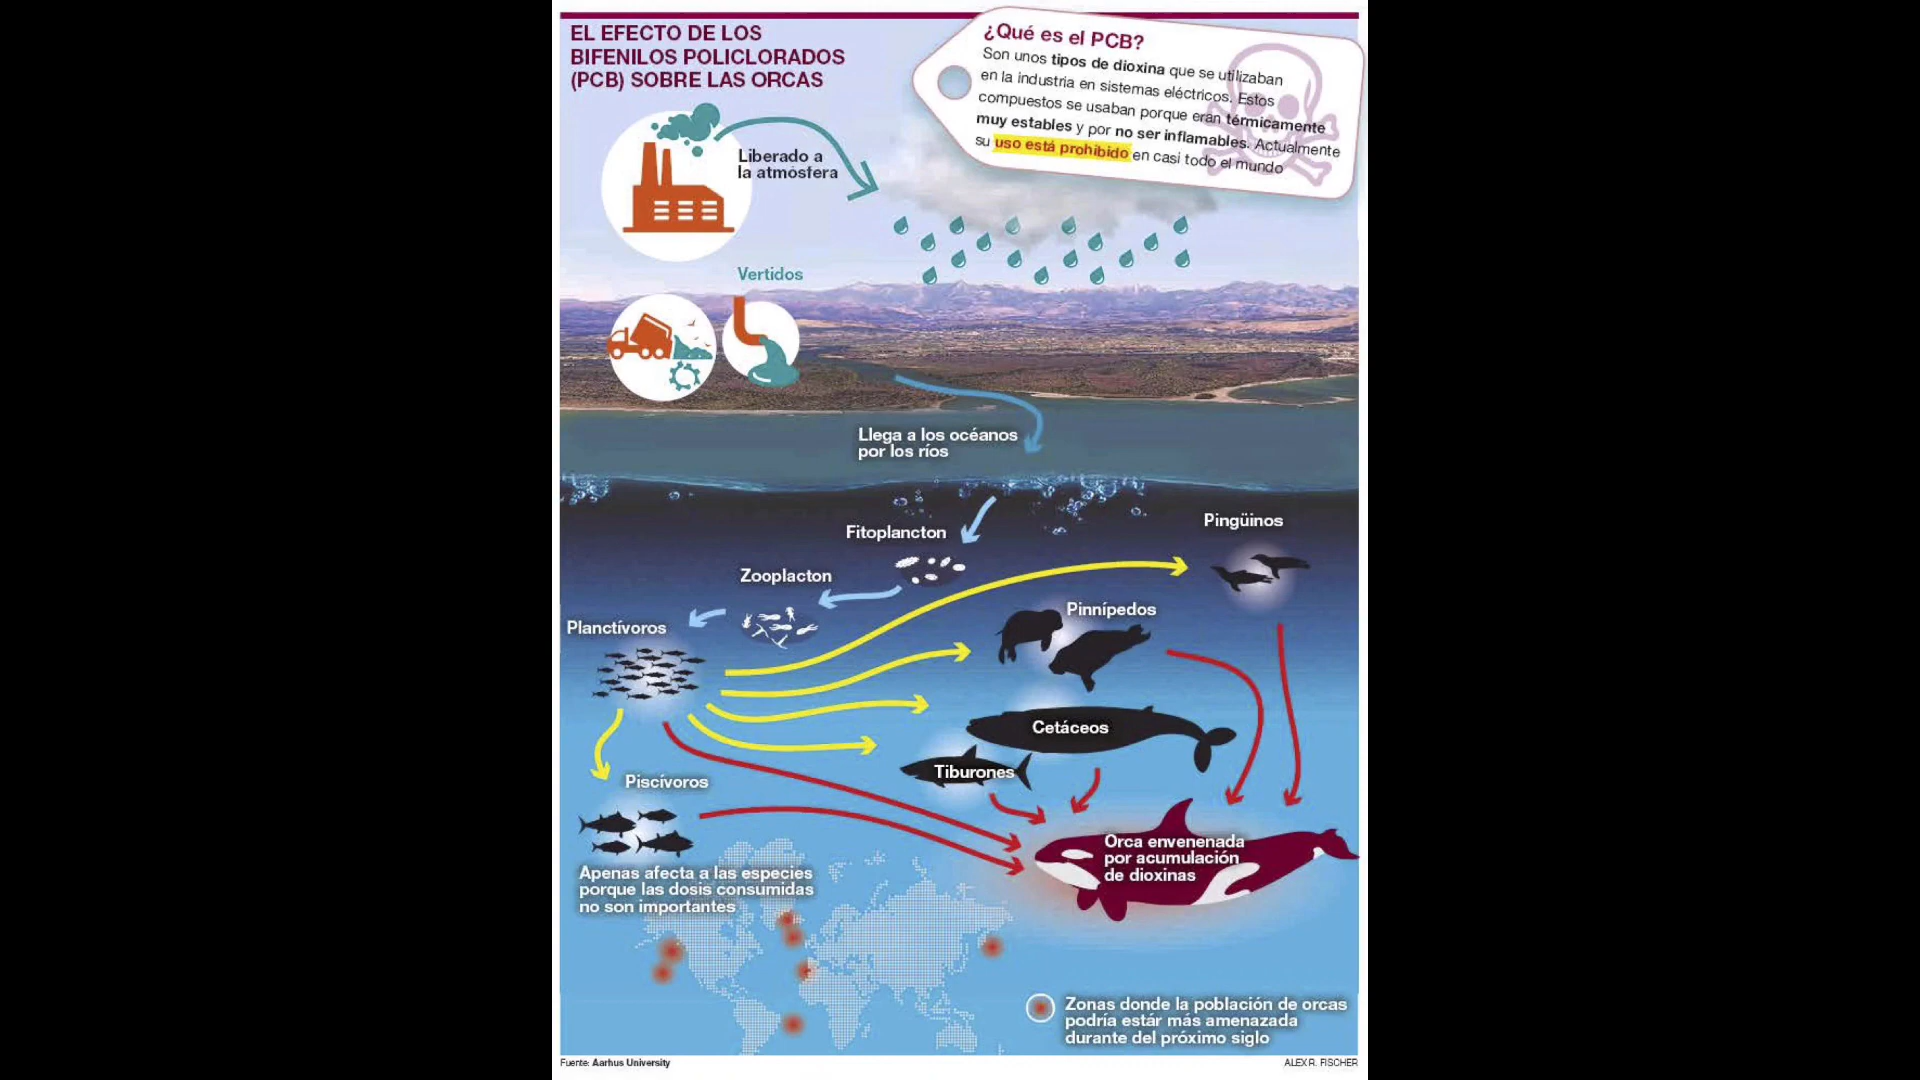 EL EFECTO DE LOS
BIFENILOS POLICLORADOS
(PCB) SOBRE LAS ORCAS
¿Qué es el PCB?
Son unos tipos de dioxina que se utilizaban
en la industria en sistemas eléctricos. Estos
compuestos se usaban porque eran térmicamente
muy estables y por no ser inflamables. Actualmente
su uso está prohibido en casi todo el mundo
Liberado a
la atmósfera
Vertidos
Llega a los océanos
por los ríos
Fitoplancton
Pingüinos
Zooplacton
Pinnípedos
Planctívoros
Cetáceos
Tiburones
Piscívoros
Orca envenenada
por acumulación
de dioxinas
Apenas afecta a las especies
porque las dosis consumidas
no son importantes
Zonas donde la población de orcas
podría estár más amenazada
durante del próximo siglo
Fuente: Aarhus University
ALEX R. FISCHER